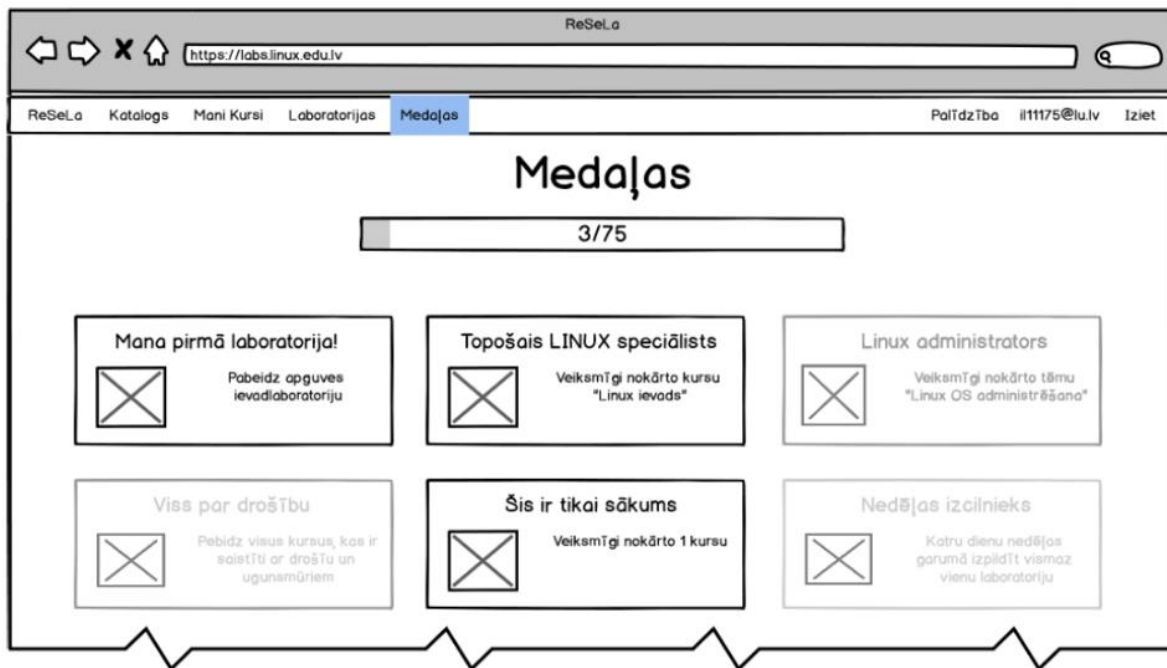 ReSeLa
https://labs.linux.edu.lv
ReSeLa Katalogs Mani Kursi Laboratorijas Medaļas Palīdzība il11175@lu.lv Iziet
Medaļas
3/75
Mana pirmā laboratorija!
Pabeidz apguves
ievadlaboratoriju
Topošais LINUX speciālists
Veiksmīgi nokārto kursu
"Linux ievads"
Linux administrators
Veiksmīgi nokārto tēmu
"Linux OS administrēšana"
Viss par drošību
Pebidz visus kursus, kas ir
saistīti ar drošīu un
ugunsmūriem
Šis ir tikai sākums
Veiksmīgi nokārto 1 kursu
Nedēļas izcilnieks
Katru dienu nedēļas
garumā izpildīt vismaz
vienu laboratoriju